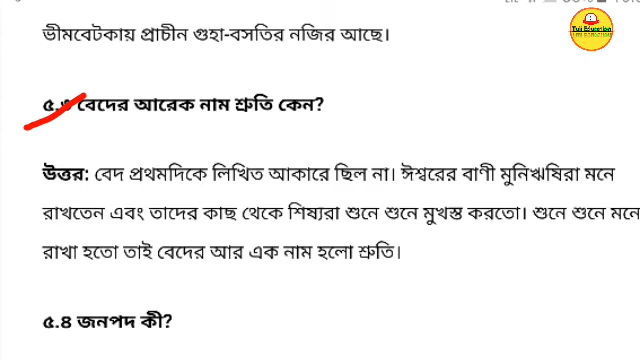 ভীমবেটকায় প্রাচীন গুহা-বসতির নজির আছে।
৫.৩ বেদের আরেক নাম শ্রুতি কেন?
উত্তর: বেদ প্রথমদিকে লিখিত আকারে ছিল না। ঈশ্বরের বাণী মুনিঋষিরা মনে
রাখতেন এবং তাদের কাছ থেকে শিষ্যরা শুনে শুনে মুখস্ত করতো। শুনে শুনে মনে
রাখা হতো তাই বেদের আর এক নাম হলো শ্রুতি।
৫.৪ জনপদ কী?